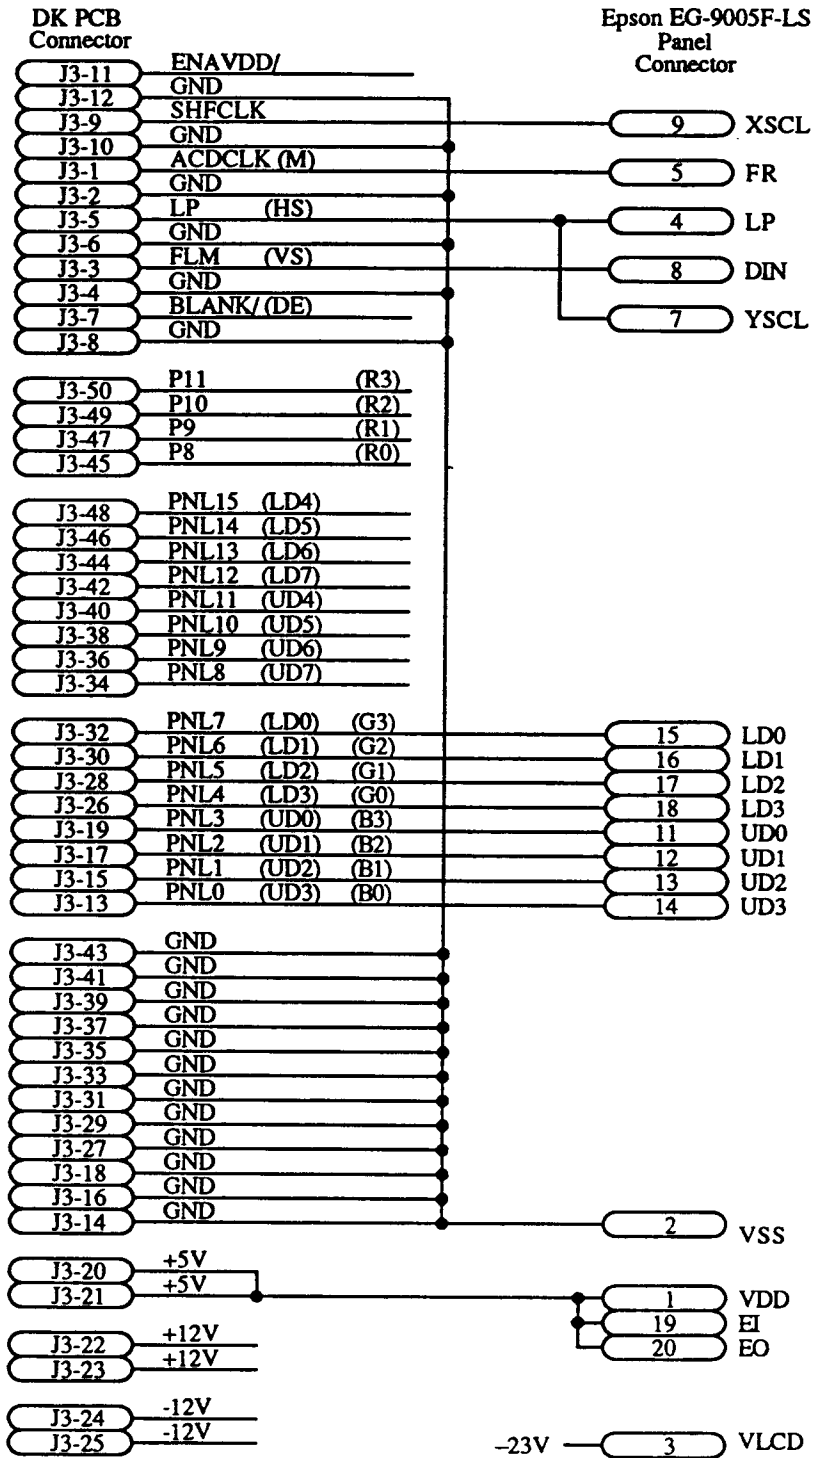 DK PCB Connector
Epson EG-9005F-LS Panel Connector
J3-11 ENAVDD/
J3-12 GND
J3-9 SHFCLK 9 XSCL
J3-10 GND
J3-1 ACDCLK (M) 5 FR
J3-2 GND
J3-5 LP (HS) 4 LP
J3-6 GND
J3-3 FLM (VS) 8 DIN
J3-4 GND
J3-7 BLANK/ (DE) 7 YSCL
J3-8 GND
J3-50 P11 (R3)
J3-49 P10 (R2)
J3-47 P9 (R1)
J3-45 P8 (R0)
J3-48 PNL15 (LD4)
J3-46 PNL14 (LD5)
J3-44 PNL13 (LD6)
J3-42 PNL12 (LD7)
J3-40 PNL11 (UD4)
J3-38 PNL10 (UD5)
J3-36 PNL9 (UD6)
J3-34 PNL8 (UD7)
J3-32 PNL7 (LD0) (G3) 15 LD0
J3-30 PNL6 (LD1) (G2) 16 LD1
J3-28 PNL5 (LD2) (G1) 17 LD2
J3-26 PNL4 (LD3) (G0) 18 LD3
J3-19 PNL3 (UD0) (B3) 11 UD0
J3-17 PNL2 (UD1) (B2) 12 UD1
J3-15 PNL1 (UD2) (B1) 13 UD2
J3-13 PNL0 (UD3) (B0) 14 UD3
J3-43 GND
J3-41 GND
J3-39 GND
J3-37 GND
J3-35 GND
J3-33 GND
J3-31 GND
J3-29 GND
J3-27 GND
J3-18 GND
J3-16 GND
J3-14 GND 2 VSS
J3-20 +5V
J3-21 +5V 1 VDD
19 EI
20 EO
J3-22 +12V
J3-23 +12V
J3-24 -12V
J3-25 -12V
–23V 3 VLCD